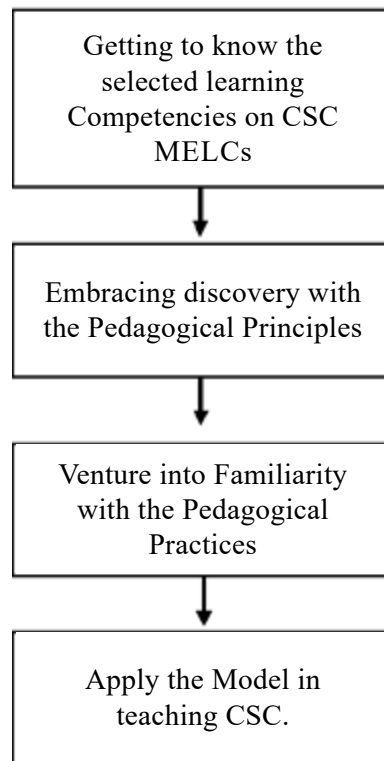 Getting to know the
selected learning
Competencies on CSC
MELCs
Embracing discovery with
the Pedagogical Principles
Venture into Familiarity
with the Pedagogical
Practices
Apply the Model in
teaching CSC.